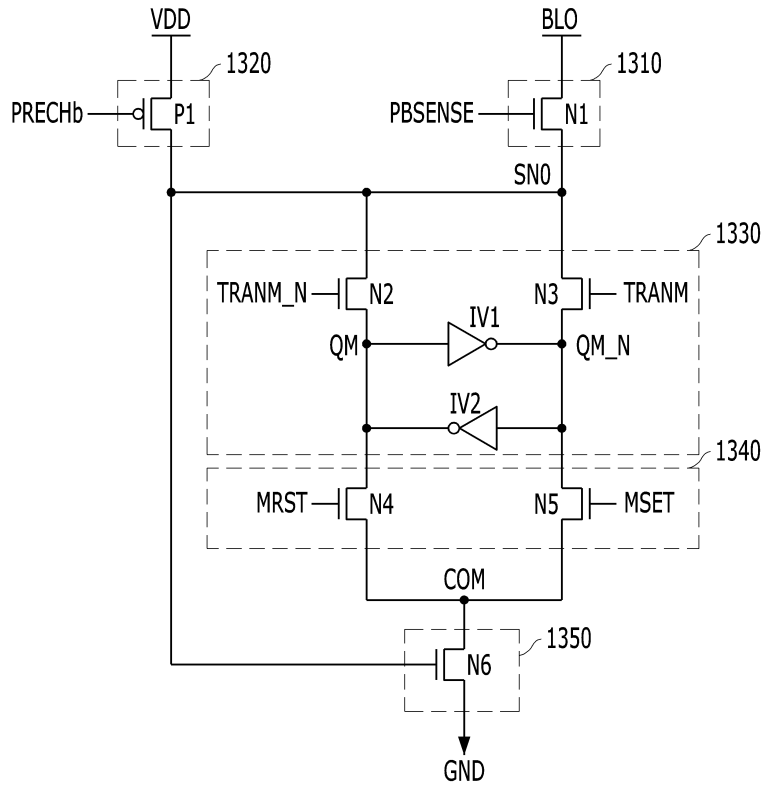 VDD
BLO
1320
1310
PRECHb
P1
PBSENSE
N1
SN0
1330
TRANM_N
N2
N3
TRANM
IV1
QM
QM_N
IV2
1340
MRST
N4
N5
MSET
COM
1350
N6
GND